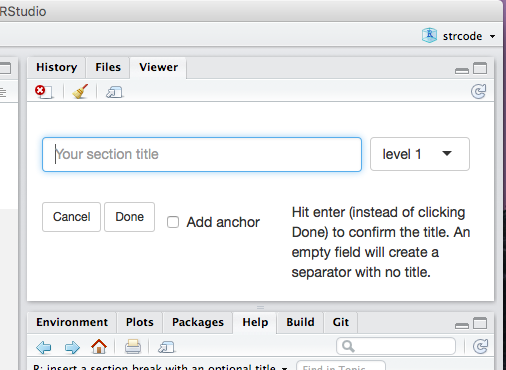 RStudio
strcode
History Files Viewer
Your section title
level 1
Cancel Done Add anchor
Hit enter (instead of clicking
Done) to confirm the title. An
empty field will create a
separator with no title.
Environment Plots Packages Help Build Git
R: insert a section break with an optional title
Find in Topic